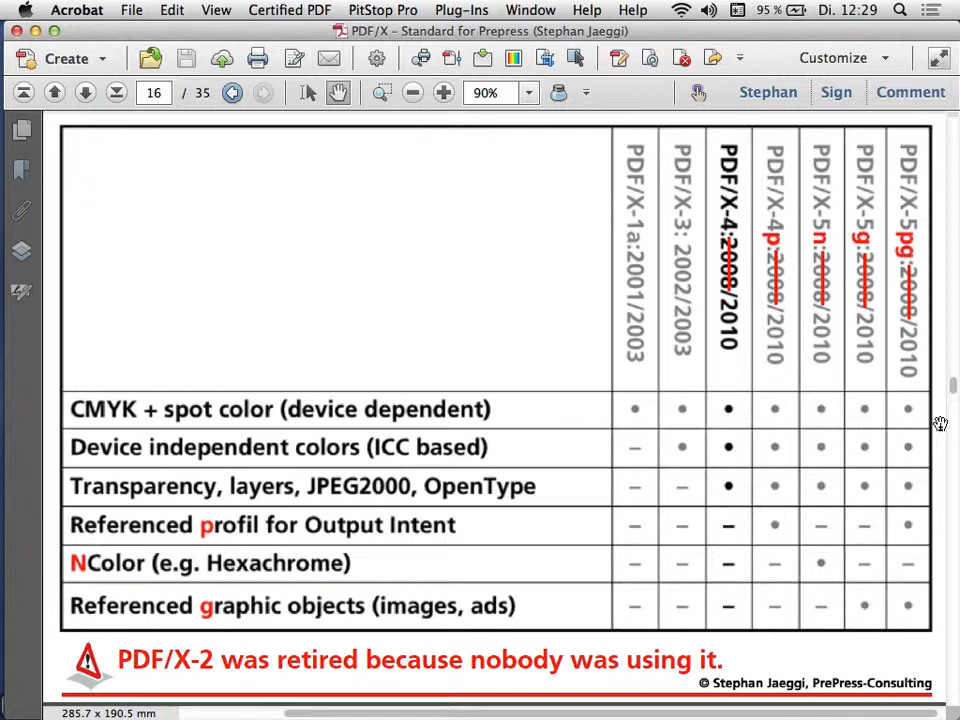 Acrobat File Edit View Certified PDF PitStop Pro Plug-Ins Window Help Help 95 % Di. 12:29
PDF/X – Standard for Prepress (Stephan Jaeggi)
Create Customize
16 / 35 90% Stephan Sign Comment
PDF/X-1a:2001/2003
PDF/X-3: 2002/2003
PDF/X-4:2008/2010
PDF/X-4p:2008/2010
PDF/X-5n:2008/2010
PDF/X-5g:2008/2010
PDF/X-5pg:2008/2010
CMYK + spot color (device dependent) • • • • • • •
Device independent colors (ICC based) – • • • • • •
Transparency, layers, JPEG2000, OpenType – – • • • • •
Referenced profil for Output Intent – – – • – – •
NColor (e.g. Hexachrome) – – – – • – –
Referenced graphic objects (images, ads) – – – – – • •
! PDF/X-2 was retired because nobody was using it.
© Stephan Jaeggi, PrePress-Consulting
285.7 x 190.5 mm